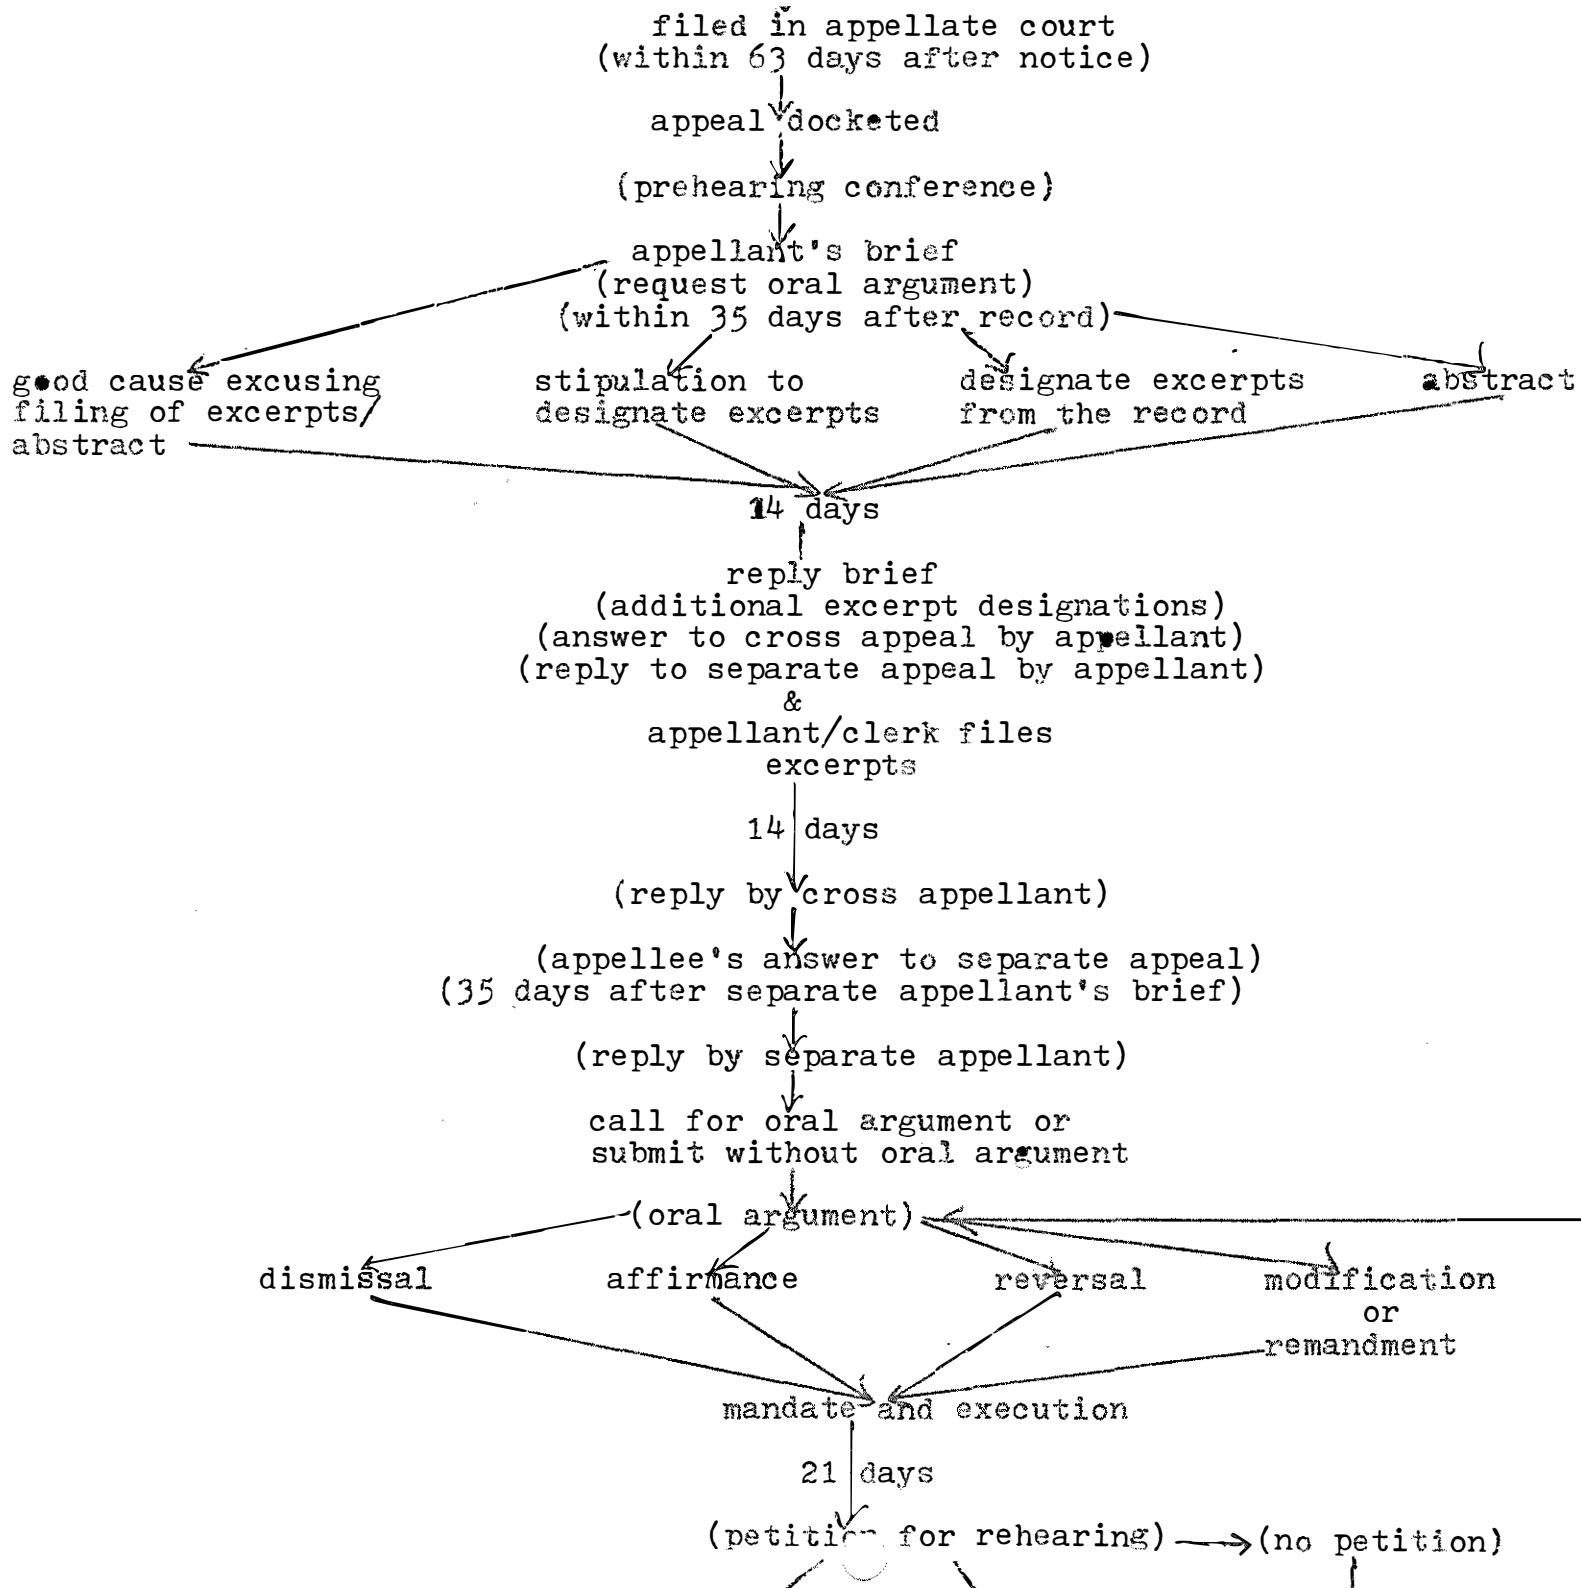 filed in appellate court
(within 63 days after notice)
appeal docketed
(prehearing conference)
appellant's brief
(request oral argument)
(within 35 days after record)
good cause excusing
filing of excerpts/
abstract
stipulation to
designate excerpts
designate excerpts
from the record
abstract
14 days
reply brief
(additional excerpt designations)
(answer to cross appeal by appellant)
(reply to separate appeal by appellant)
&
appellant/clerk files
excerpts
14 days
(reply by cross appellant)
(appellee's answer to separate appeal)
(35 days after separate appellant's brief)
(reply by separate appellant)
call for oral argument or
submit without oral argument
(oral argument)
dismissal
affirmance
reversal
modification
or
remandment
mandate and execution
21 days
(petition for rehearing)
(no petition)